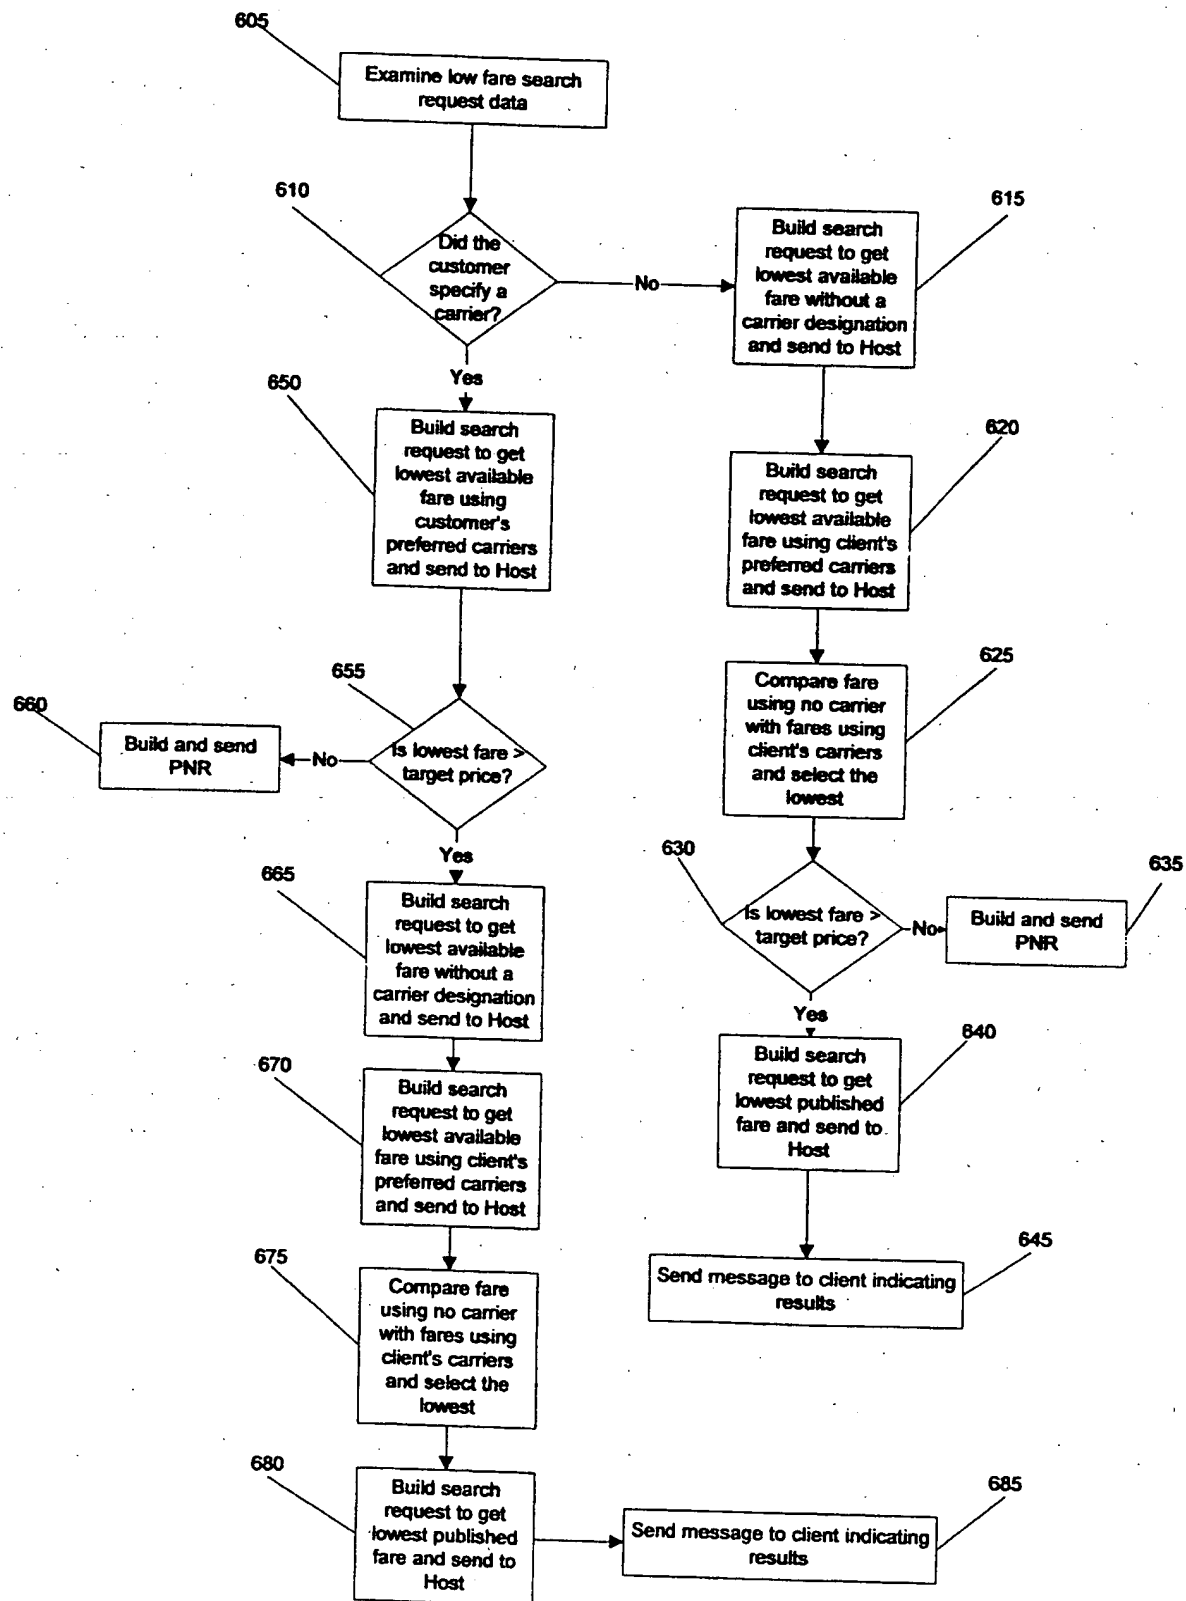 605
Examine low fare search
request data
610
Did the
customer
specify a
carrier?
No
615
Build search
request to get
lowest available
fare without a
carrier designation
and send to Host
Yes
650
Build search
request to get
lowest available
fare using
customer's
preferred carriers
and send to Host
620
Build search
request to get
lowest available
fare using client's
preferred carriers
and send to Host
625
Compare fare
using no carrier
with fares using
client's carriers
and select the
lowest
655
Is lowest fare >
target price?
No
660
Build and send
PNR
Yes
630
Is lowest fare >
target price?
No
635
Build and send
PNR
Yes
665
Build search
request to get
lowest available
fare without a
carrier designation
and send to Host
640
Build search
request to get
lowest published
fare and send to
Host
670
Build search
request to get
lowest available
fare using client's
preferred carriers
and send to Host
645
Send message to client indicating
results
675
Compare fare
using no carrier
with fares using
client's carriers
and select the
lowest
680
Build search
request to get
lowest published
fare and send to
Host
685
Send message to client indicating
results